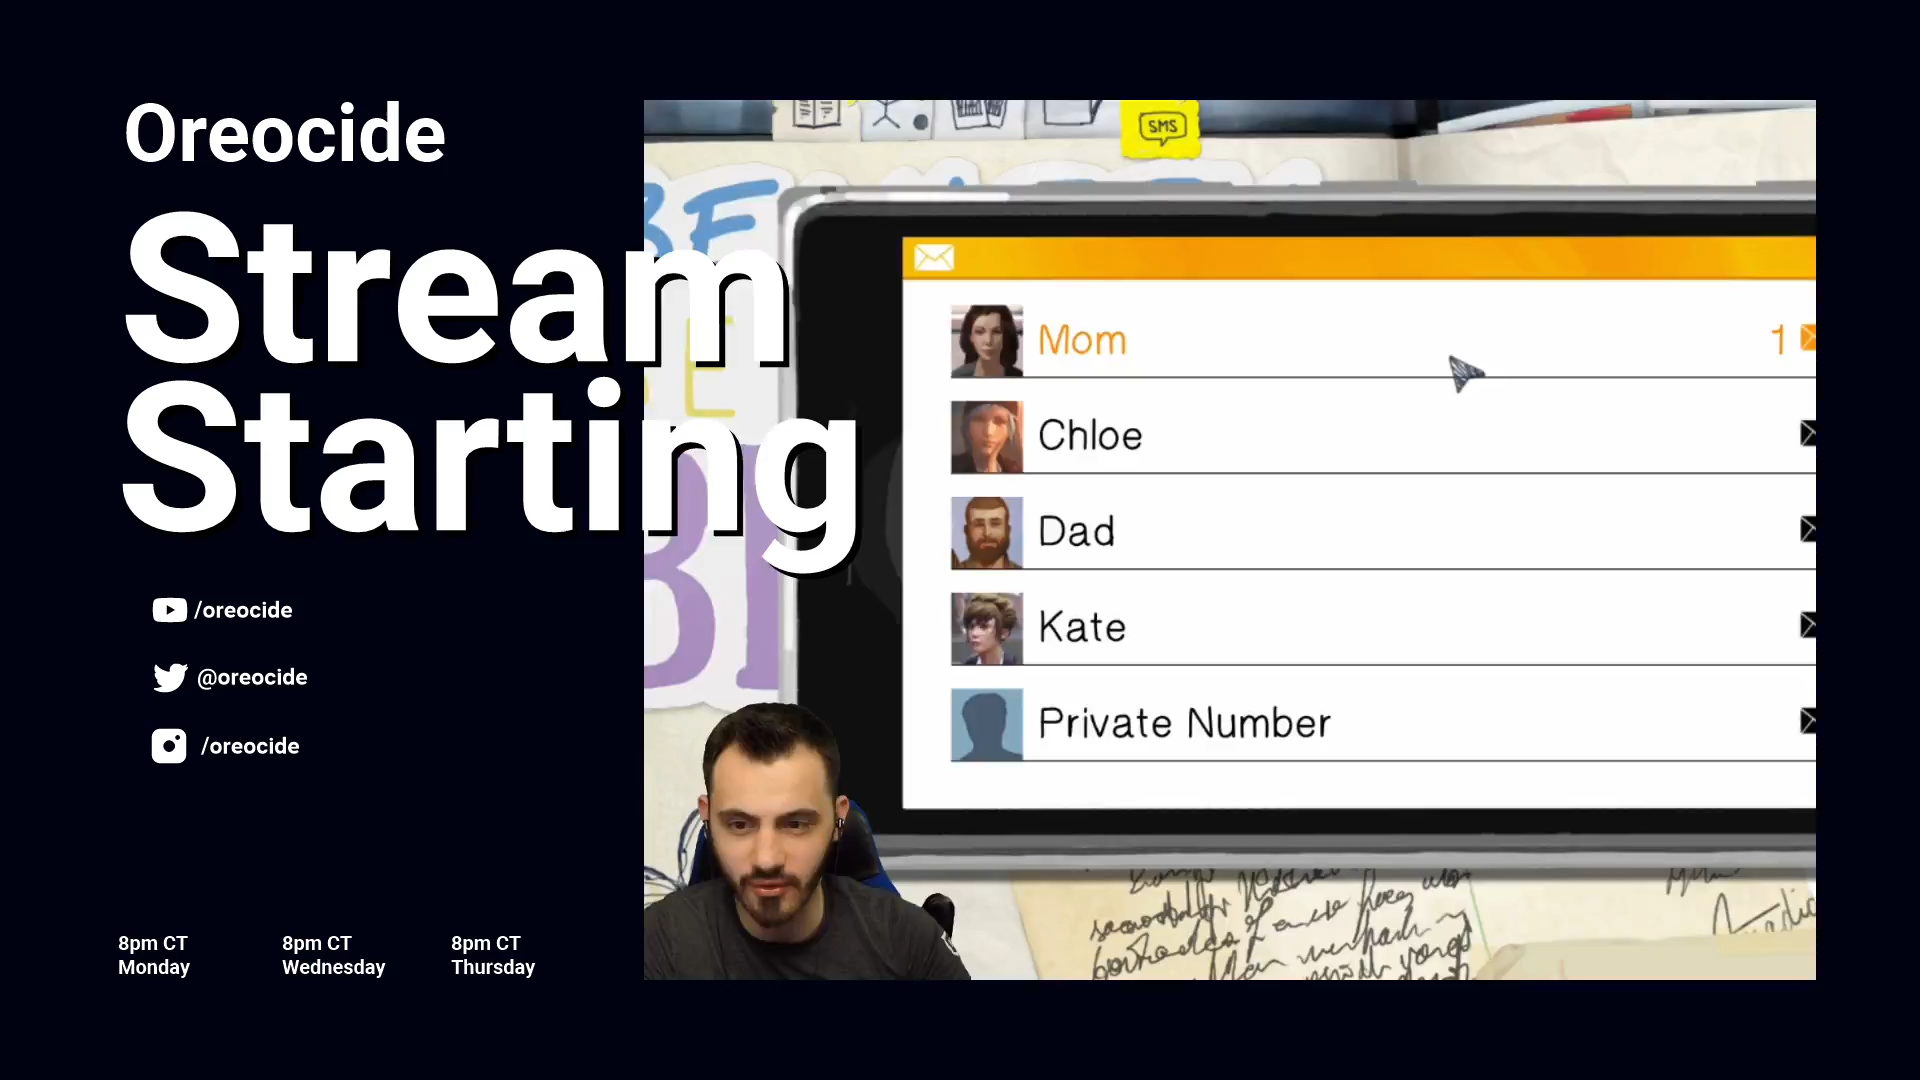 Oreocide
Stream
Starting
/oreocide
@oreocide
/oreocide
8pm CT
Monday
8pm CT
Wednesday
8pm CT
Thursday
SMS
Mom
1
Chloe
Dad
Kate
Private Number